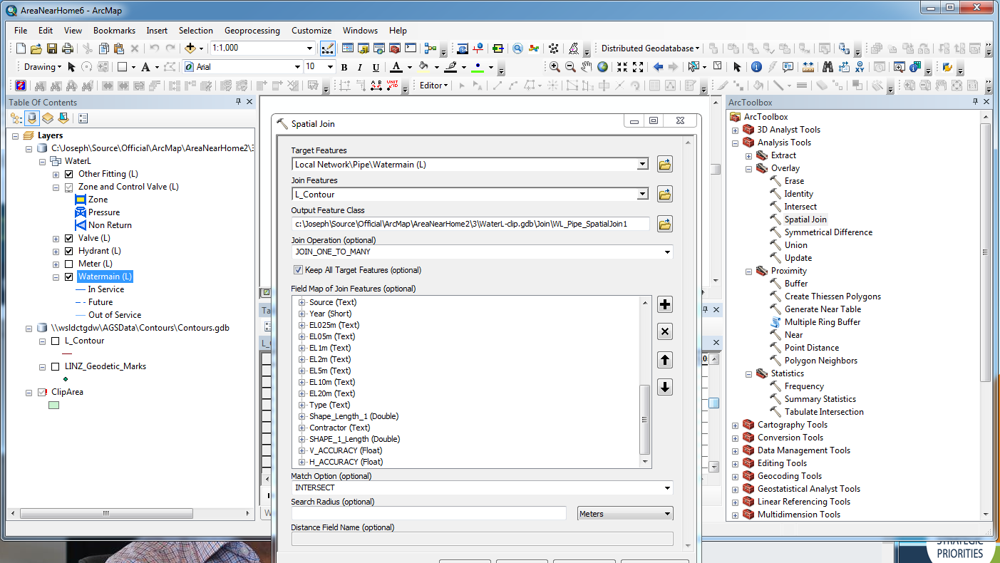 AreaNearHome6 - ArcMap
File Edit View Bookmarks Insert Selection Geoprocessing Customize Windows Help
1:1,000
Distributed Geodatabase
Drawing
A
Arial
10
B I U A
Editor
Table Of Contents
Layers
C:\Joseph\Source\Official\ArcMap\AreaNearHome2\3
WaterL
Other Fitting (L)
Zone and Control Valve (L)
Zone
Pressure
Non Return
Valve (L)
Hydrant (L)
Meter (L)
Watermain (L)
In Service
Future
Out of Service
\\wsldctgdw\AGSData\Contours\Contours.gdb
L_Contour
LINZ_Geodetic_Marks
ClipArea
Spatial Join
Target Features
Local Network\Pipe\Watermain (L)
Join Features
L_Contour
Output Feature Class
c:\Joseph\Source\Official\ArcMap\AreaNearHome2\3\WaterL-clip.gdb\Join\WL_Pipe_SpatialJoin1
Join Operation (optional)
JOIN_ONE_TO_MANY
Keep All Target Features (optional)
Field Map of Join Features (optional)
Source (Text)
Year (Short)
EL025m (Text)
EL05m (Text)
EL1m (Text)
EL2m (Text)
EL5m (Text)
EL10m (Text)
EL20m (Text)
Type (Text)
Shape_Length_1 (Double)
Contractor (Text)
SHAPE_1_Length (Double)
V_ACCURACY (Float)
H_ACCURACY (Float)
Match Option (optional)
INTERSECT
Search Radius (optional)
Meters
Distance Field Name (optional)
ArcToolbox
ArcToolbox
3D Analyst Tools
Analysis Tools
Extract
Overlay
Erase
Identity
Intersect
Spatial Join
Symmetrical Difference
Union
Update
Proximity
Buffer
Create Thiessen Polygons
Generate Near Table
Multiple Ring Buffer
Near
Point Distance
Polygon Neighbors
Statistics
Frequency
Summary Statistics
Tabulate Intersection
Cartography Tools
Conversion Tools
Data Management Tools
Editing Tools
Geocoding Tools
Geostatistical Analyst Tools
Linear Referencing Tools
Multidimension Tools
STRATEGIC
PRIORITIES